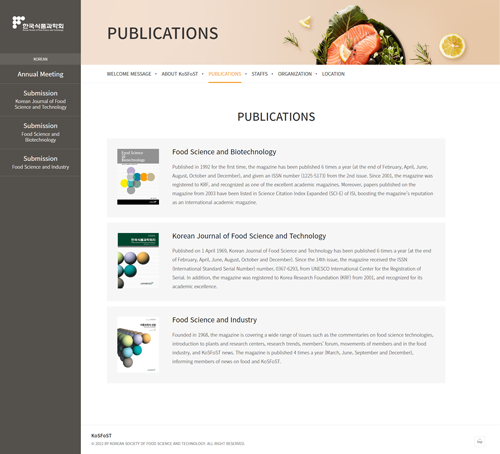 한국식품과학회
KOREAN
Annual Meeting
Submission
Korean Journal of Food
Science and Technology
Submission
Food Science and
Biotechnology
Submission
Food Science and Industry
PUBLICATIONS
WELCOME MESSAGE • ABOUT KoSFoST • PUBLICATIONS • STAFFS • ORGANIZATION • LOCATION
PUBLICATIONS
Food Science
Biotechnology
Food Science and Biotechnology
Published in 1992 for the first time, the magazine has been published 6 times a year (at the end of February, April, June,
August, October and December), and given an ISSN number (1225-5173) from the 2nd issue. Since 2001, the magazine was
registered to KRF, and recognized as one of the excellent academic magazines. Moreover, papers published on the
magazine from 2003 have been listed in Science Citation Index Expanded (SCI-E) of ISI, boosting the magazine's reputation
as an international academic magazine.
Korean Journal of Food Science and Technology
Published on 1 April 1969, Korean Journal of Food Science and Technology has been published 6 times a year (at the end
of February, April, June, August, October and December). Since the 14th issue, the magazine received the ISSN
(International Standard Serial Number) number, 0367-6293, from UNESCO International Center for the Registration of
Serial. In addition, the magazine was registered to Korea Research Foundation (KRF) from 2001, and recognized for its
academic excellence.
Food Science and Industry
Founded in 1968, the magazine is covering a wide range of issues such as the commentaries on food science technologies,
introduction to plants and research centers, research trends, members' forum, movements of members and in the food
industry, and KoSFoST news. The magazine is published 4 times a year (March, June, September and December),
informing members of news on food and KoSFoST.
KoSFoST
BY KOREAN SOCIETY OF FOOD SCIENCE AND TECHNOLOGY. ALL RIGHT RESERVED.
Top